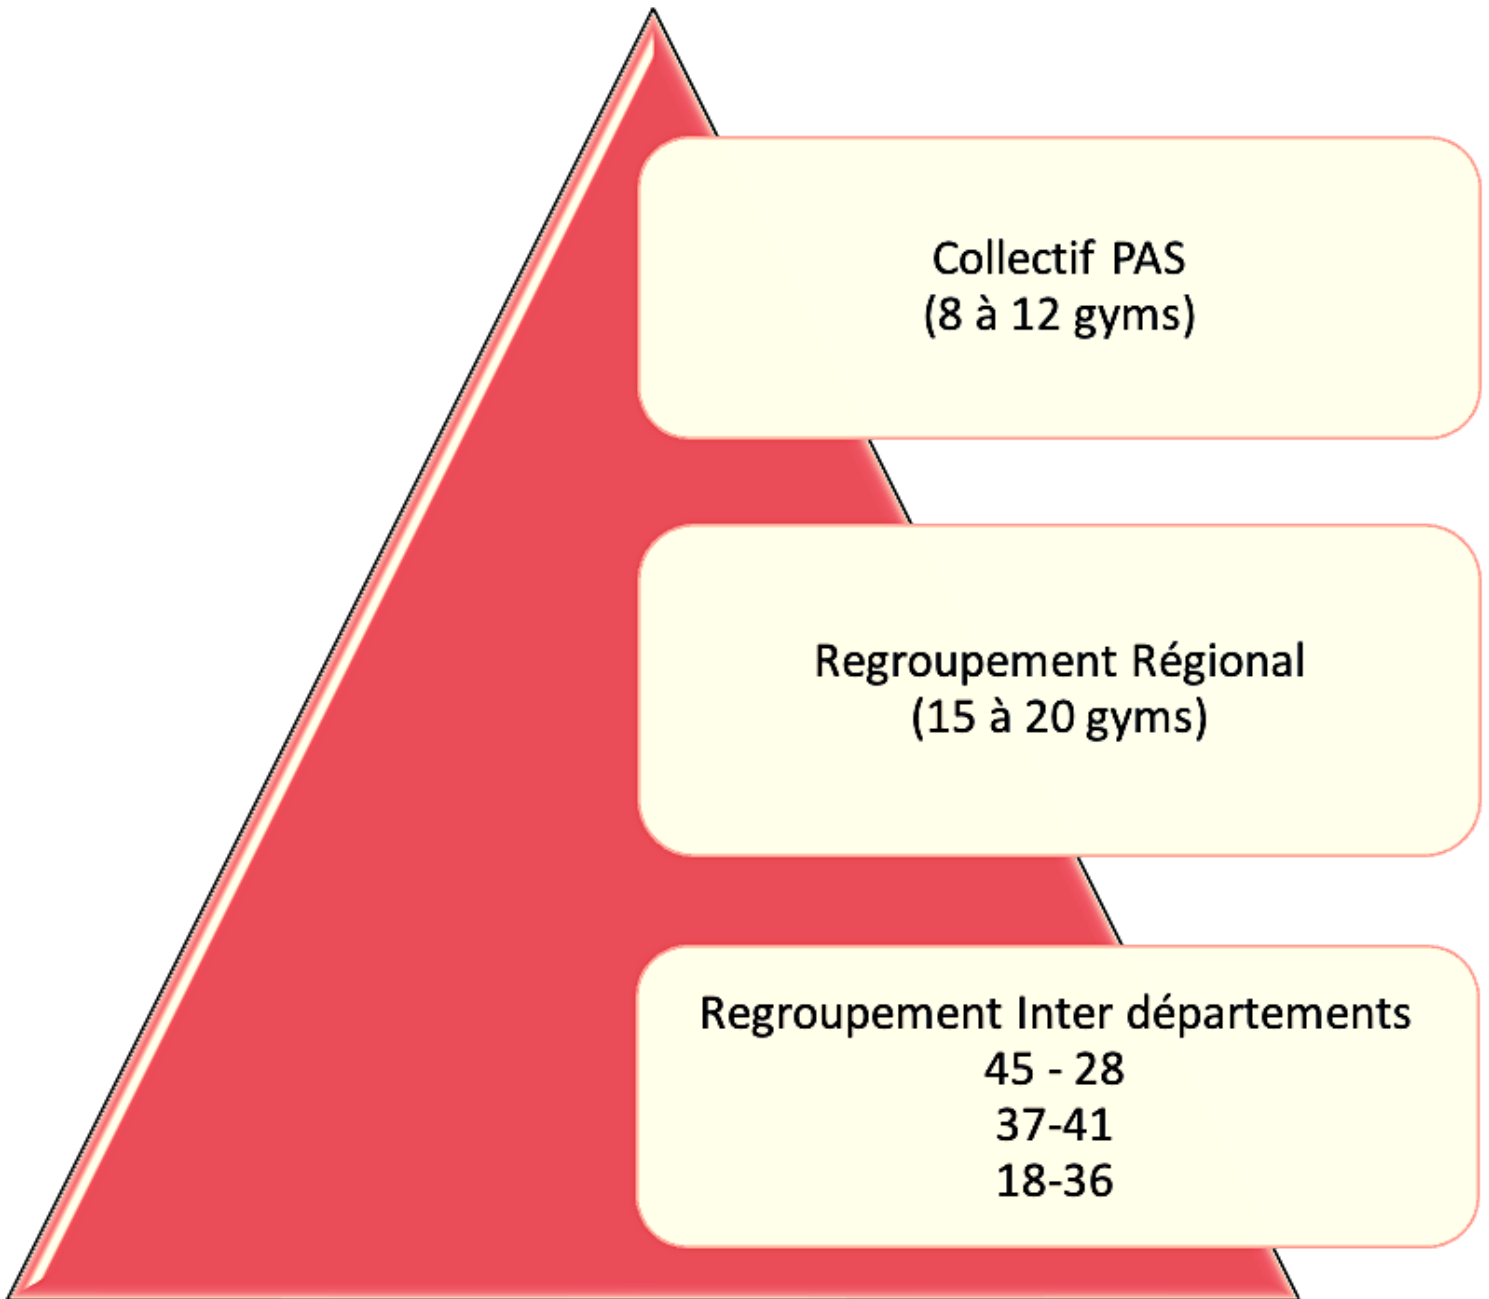 Collectif PAS
(8 à 12 gyms)
Regroupement Régional
(15 à 20 gyms)
Regroupement Inter départements
45 - 28
37-41
18-36